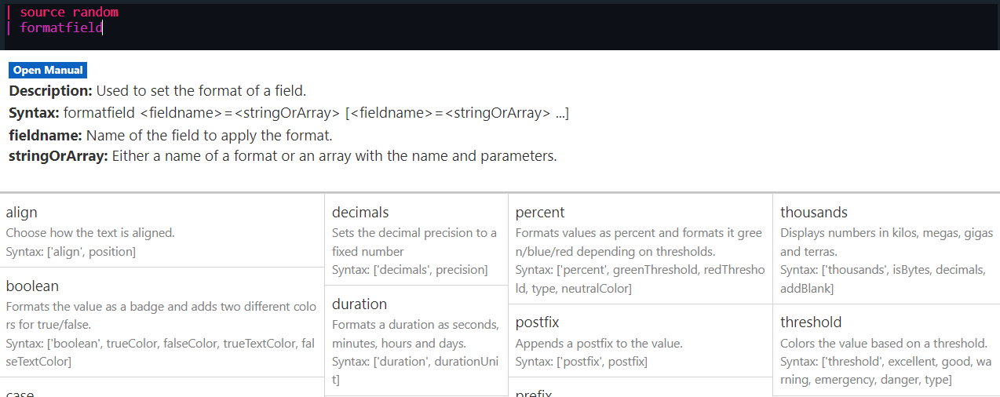 | source random
| formatfield
Open Manual
Description: Used to set the format of a field.
Syntax: formatfield <fieldname>=<stringOrArray> [<fieldname>=<stringOrArray> ...]
fieldname: Name of the field to apply the format.
stringOrArray: Either a name of a format or an array with the name and parameters.
align
Choose how the text is aligned.
Syntax: ['align', position]
boolean
Formats the value as a badge and adds two different colo
rs for true/false.
Syntax: ['boolean', trueColor, falseColor, trueTextColor, fal
seTextColor]
case
decimals
Sets the decimal precision to a
fixed number
Syntax: ['decimals', precision]
duration
Formats a duration as seconds,
minutes, hours and days.
Syntax: ['duration', durationUni
t]
percent
Formats values as percent and formats it gree
n/blue/red depending on thresholds.
Syntax: ['percent', greenThreshold, redThresho
ld, type, neutralColor]
postfix
Appends a postfix to the value.
Syntax: ['postfix', postfix]
prefix
thousands
Displays numbers in kilos, megas, gigas
and terras.
Syntax: ['thousands', isBytes, decimals,
addBlank]
threshold
Colors the value based on a threshold.
Syntax: ['threshold', excellent, good, wa
rning, emergency, danger, type]